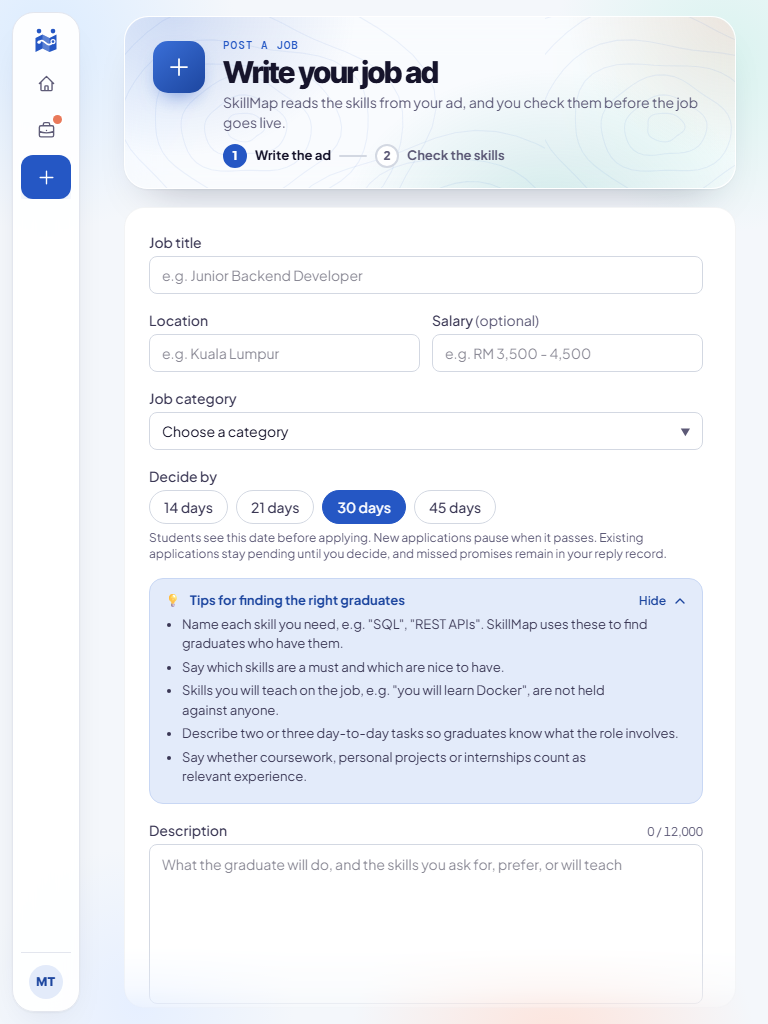 POST A JOB
Write your job ad
SkillMap reads the skills from your ad, and you check them before the job
goes live.
1 Write the ad 2 Check the skills
Job title
e.g. Junior Backend Developer
Location Salary (optional)
e.g. Kuala Lumpur e.g. RM 3,500 - 4,500
Job category
Choose a category
Decide by
14 days 21 days 30 days 45 days
Students see this date before applying. New applications pause when it passes. Existing
applications stay pending until you decide, and missed promises remain in your reply record.
Tips for finding the right graduates Hide
• Name each skill you need, e.g. "SQL", "REST APIs". SkillMap uses these to find
graduates who have them.
• Say which skills are a must and which are nice to have.
• Skills you will teach on the job, e.g. "you will learn Docker", are not held
against anyone.
• Describe two or three day-to-day tasks so graduates know what the role involves.
• Say whether coursework, personal projects or internships count as
relevant experience.
Description 0 / 12,000
What the graduate will do, and the skills you ask for, prefer, or will teach
MT